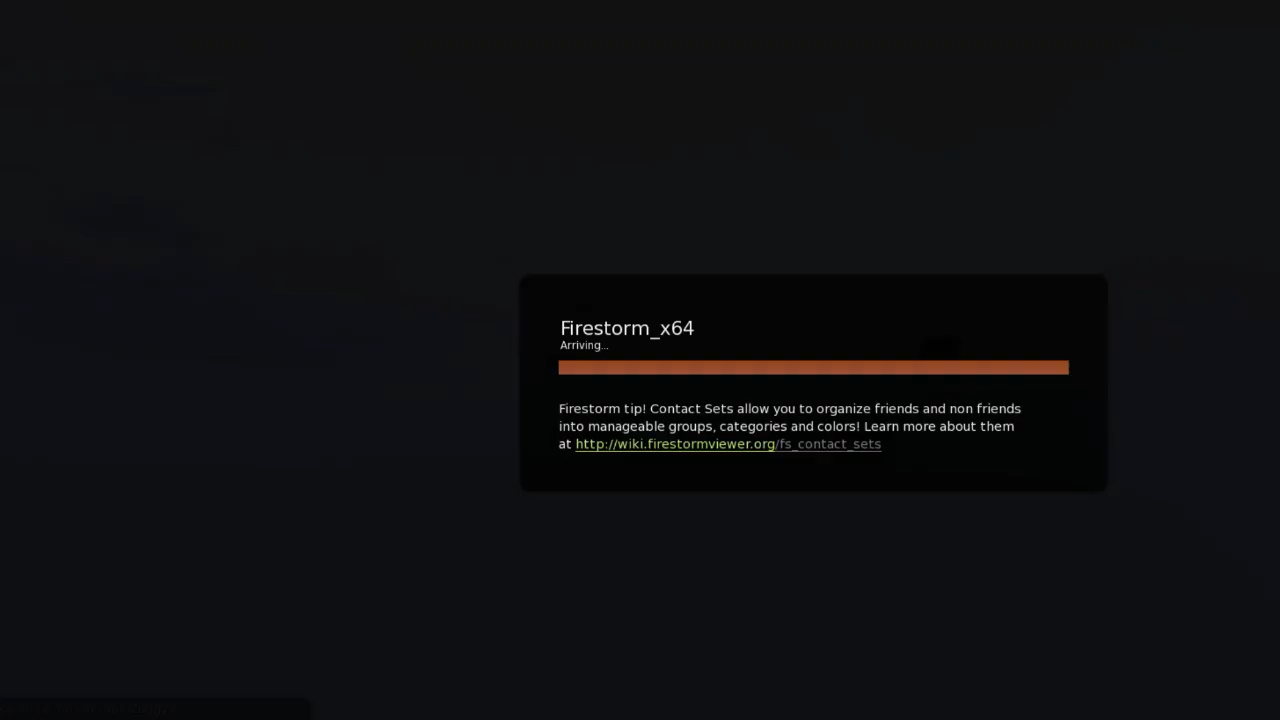 Firestorm_x64
Arriving...
Firestorm tip! Contact Sets allow you to organize friends and non friends
into manageable groups, categories and colors! Learn more about them
at http://wiki.firestormviewer.org/fs_contact_sets